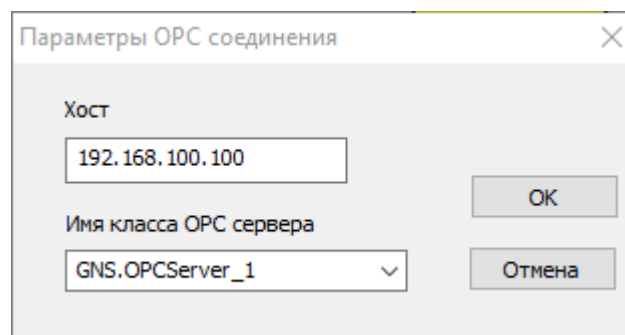 Параметры OPC соединения
Хост
192.168.100.100
OK
Имя класса OPC сервера
GNS.OPCServer_1
Отмена